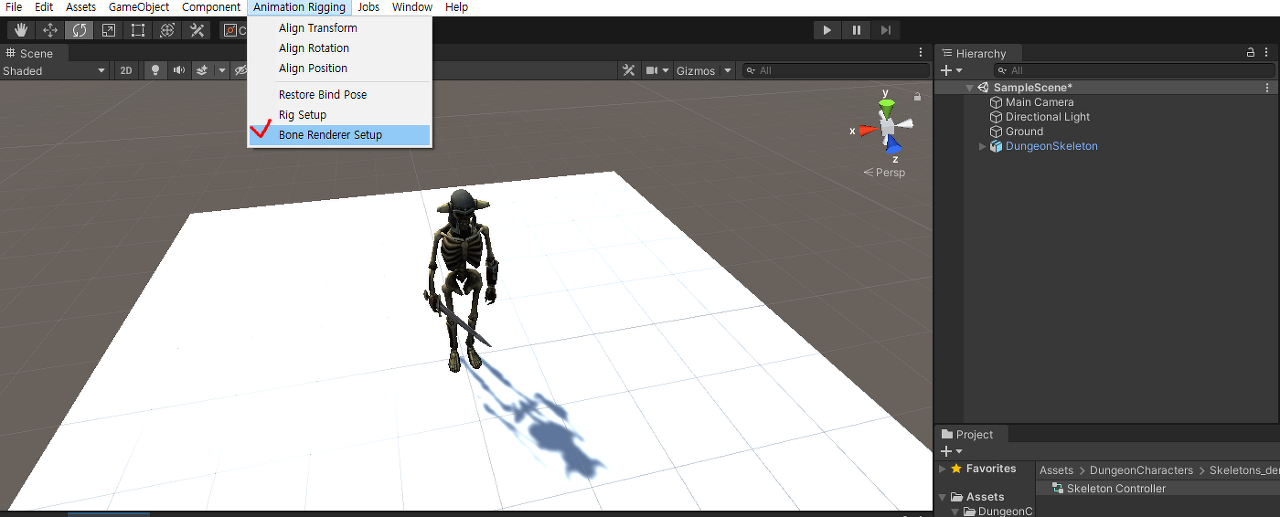 File Edit Assets GameObject Component Animation Rigging Jobs Window Help
Align Transform
Align Rotation
Align Position
Restore Bind Pose
Rig Setup
Bone Renderer Setup
Scene
Shaded 2D Gizmos All
y
x
z
Persp
Hierarchy
All
SampleScene*
Main Camera
Directional Light
Ground
DungeonSkeleton
Project
Favorites
Assets
DungeonC
Assets > DungeonCharacters > Skeletons_de
Skeleton Controller